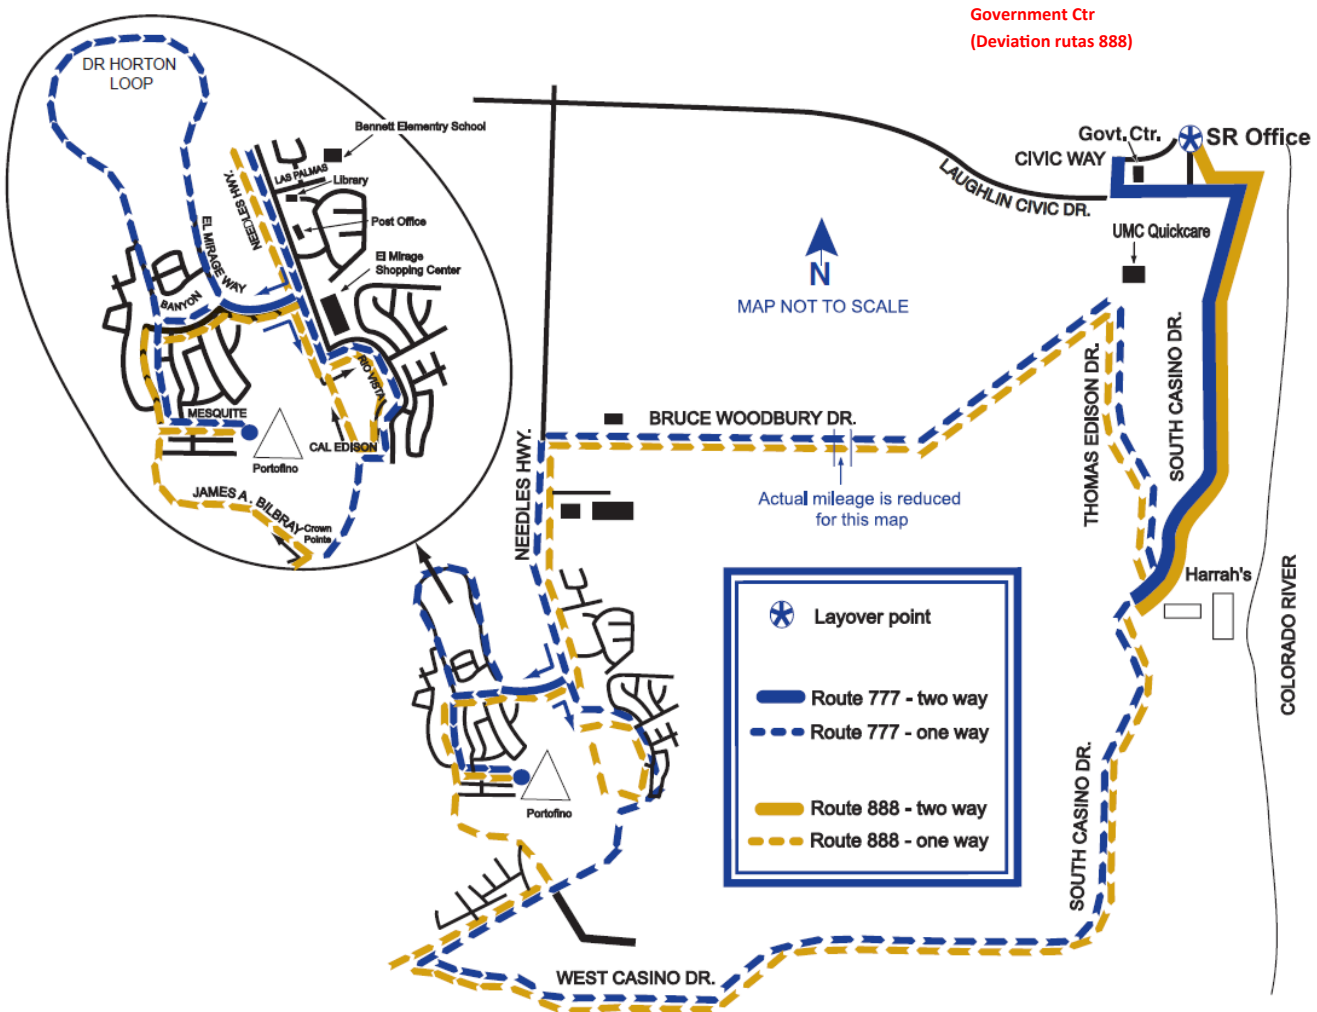 Government Ctr
(Deviation rutas 888)
DR HORTON
LOOP
Bennett Elementry School
LAS PALMAS
Library
NEEDLES HWY.
Post Office
EL MIRAGE WAY
El Mirage
Shopping Center
BANYON
RIO VISTA
MESQUITE
CAL EDISON
Portofino
JAMES A. BILBRAY
Crown
Points
Govt. Ctr.
SR Office
CIVIC WAY
LAUGHLIN CIVIC DR.
UMC Quickcare
N
MAP NOT TO SCALE
BRUCE WOODBURY DR.
THOMAS EDISON DR.
SOUTH CASINO DR.
NEEDLES HWY.
Actual mileage is reduced
for this map
Harrah's
COLORADO RIVER
Layover point
Route 777 - two way
Route 777 - one way
Route 888 - two way
Route 888 - one way
Portofino
SOUTH CASINO DR.
WEST CASINO DR.